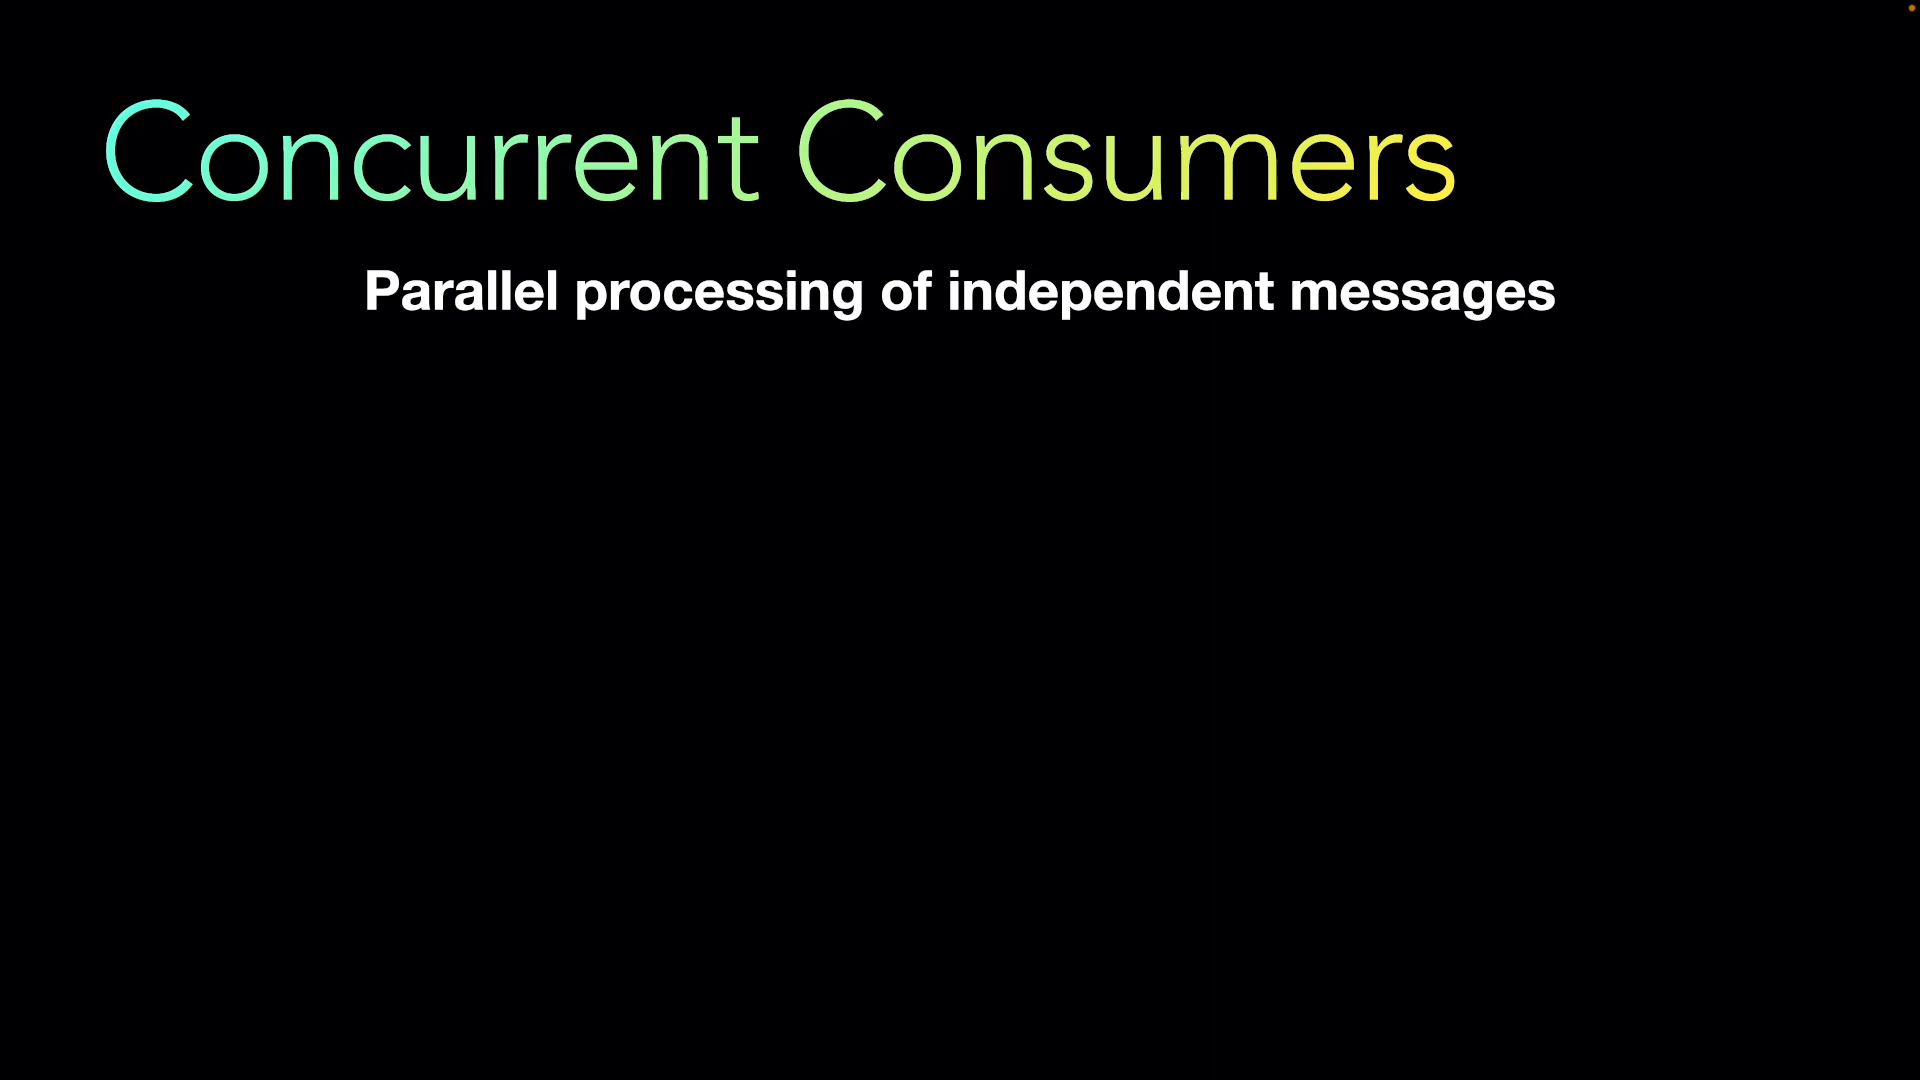 Concurrent Consumers
Parallel processing of independent messages